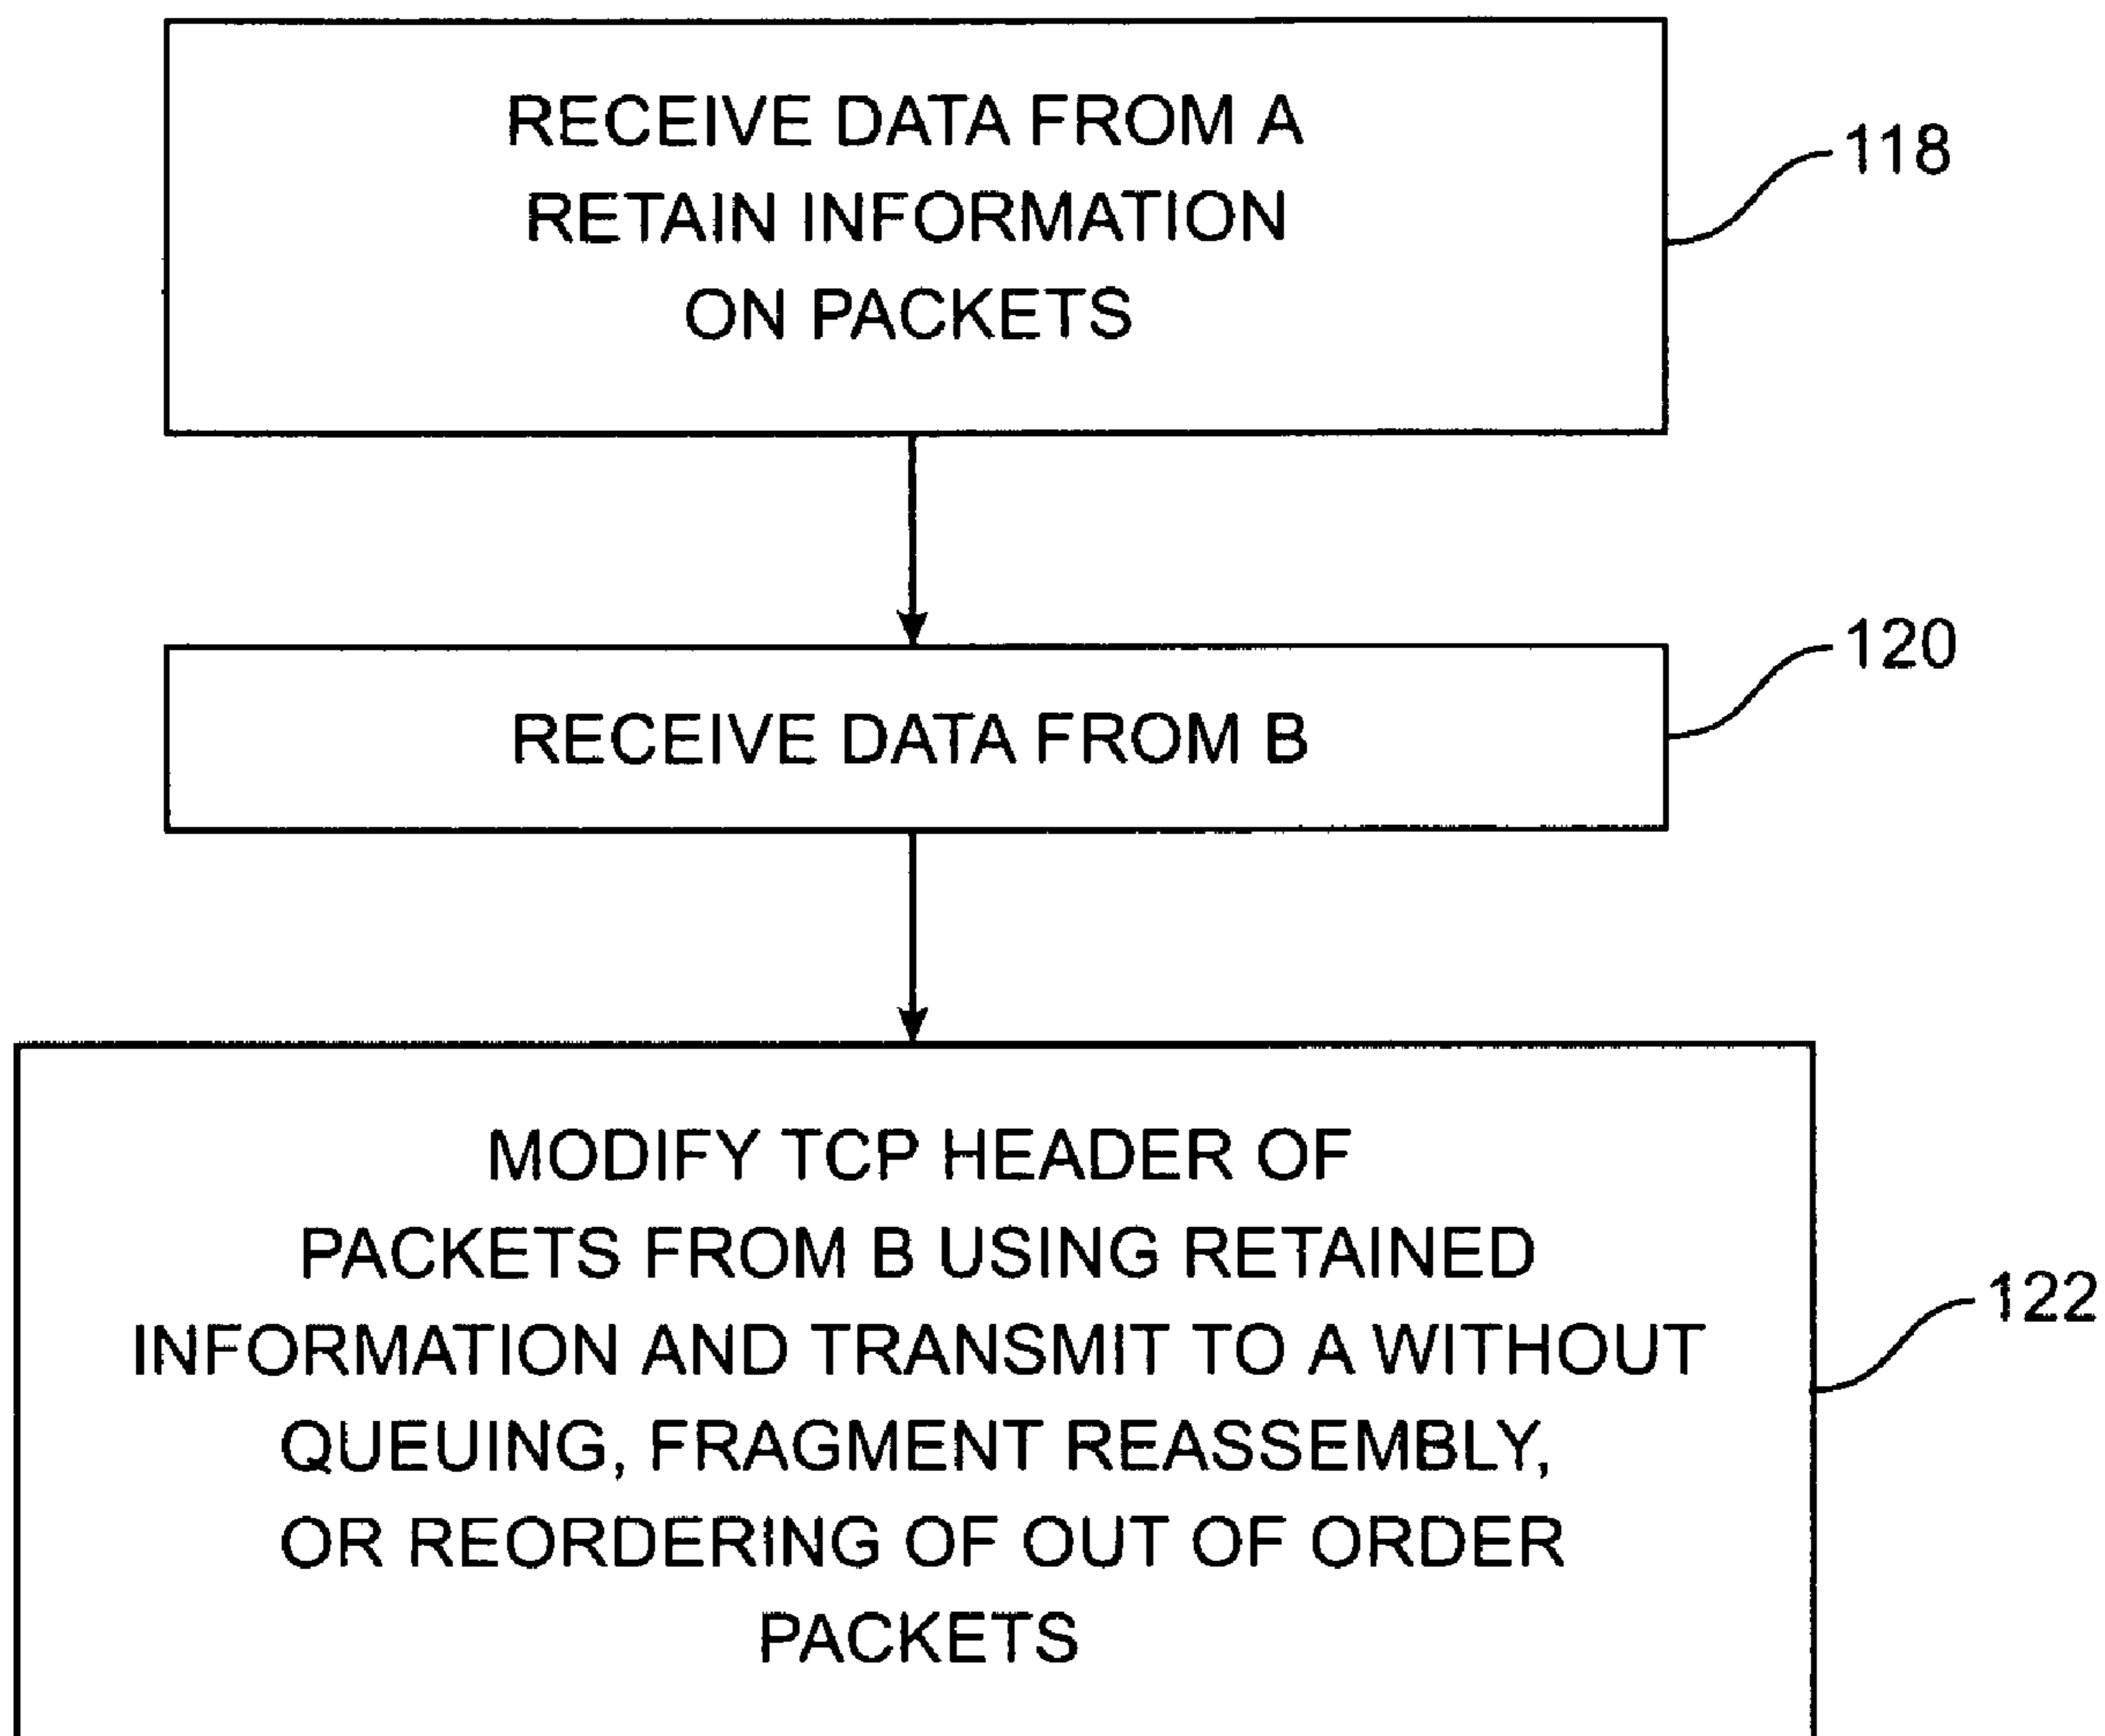 RECEIVE DATA FROM A
RETAIN INFORMATION
ON PACKETS
118
RECEIVE DATA FROM B
120
MODIFY TCP HEADER OF
PACKETS FROM B USING RETAINED
INFORMATION AND TRANSMIT TO A WITHOUT
QUEUING, FRAGMENT REASSEMBLY,
OR REORDERING OF OUT OF ORDER
PACKETS
122